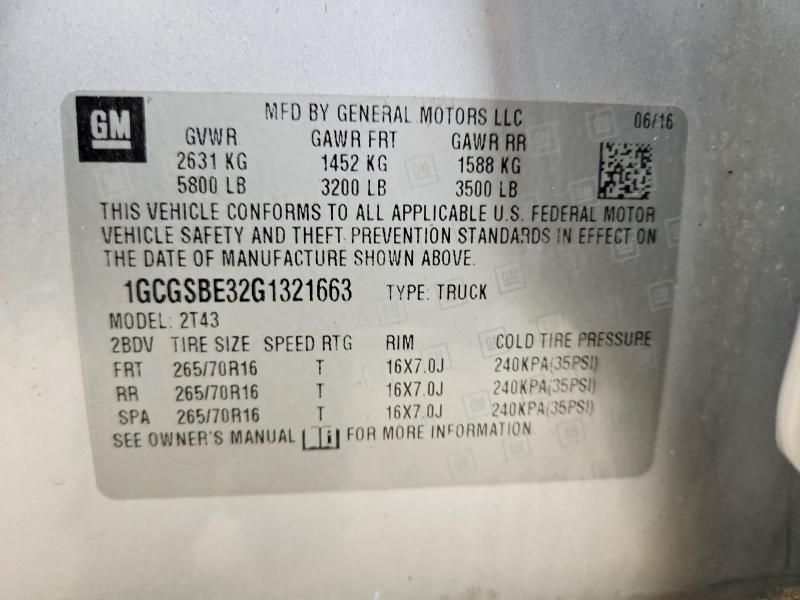 GM
MFD BY GENERAL MOTORS LLC 06/16
GVWR GAWR FRT GAWR RR
2631 KG 1452 KG 1588 KG
5800 LB 3200 LB 3500 LB
THIS VEHICLE CONFORMS TO ALL APPLICABLE U.S. FEDERAL MOTOR
VEHICLE SAFETY AND THEFT PREVENTION STANDARDS IN EFFECT ON
THE DATE OF MANUFACTURE SHOWN ABOVE.
1GCGSBE32G1321663 TYPE: TRUCK
MODEL: 2T43
2BDV TIRE SIZE SPEED RTG RIM COLD TIRE PRESSURE
FRT 265/70R16 T 16X7.0J 240KPA(35PSI)
RR 265/70R16 T 16X7.0J 240KPA(35PSI)
SPA 265/70R16 T 16X7.0J 240KPA(35PSI)
SEE OWNER'S MANUAL i FOR MORE INFORMATION.